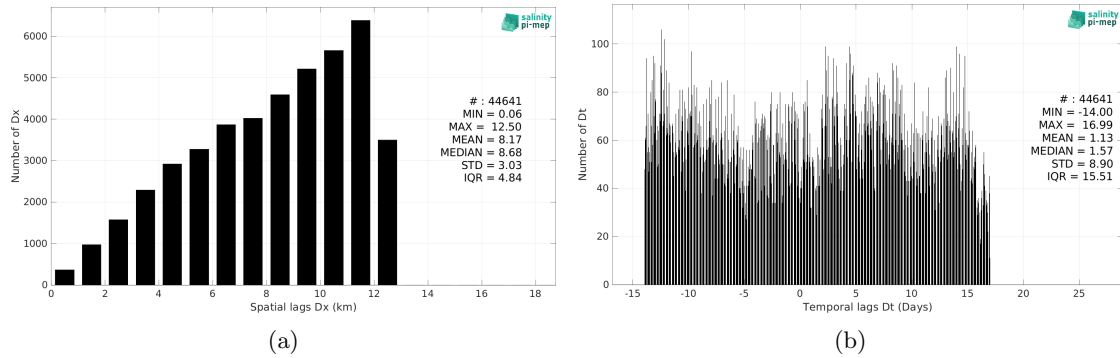 salinity
pi-mep
6000
5000
4000
3000
2000
1000
0
Number of Dx
# : 44641
MIN = 0.06
MAX = 12.50
MEAN = 8.17
MEDIAN = 8.68
STD = 3.03
IQR = 4.84
0 2 4 6 8 10 12 14 16 18
Spatial lags Dx (km)
(a)
salinity
pi-mep
100
80
60
40
20
0
Number of Dt
# : 44641
MIN = -14.00
MAX = 16.99
MEAN = 1.13
MEDIAN = 1.57
STD = 8.90
IQR = 15.51
-15 -10 -5 0 5 10 15 20 25
Temporal lags Dt (Days)
(b)